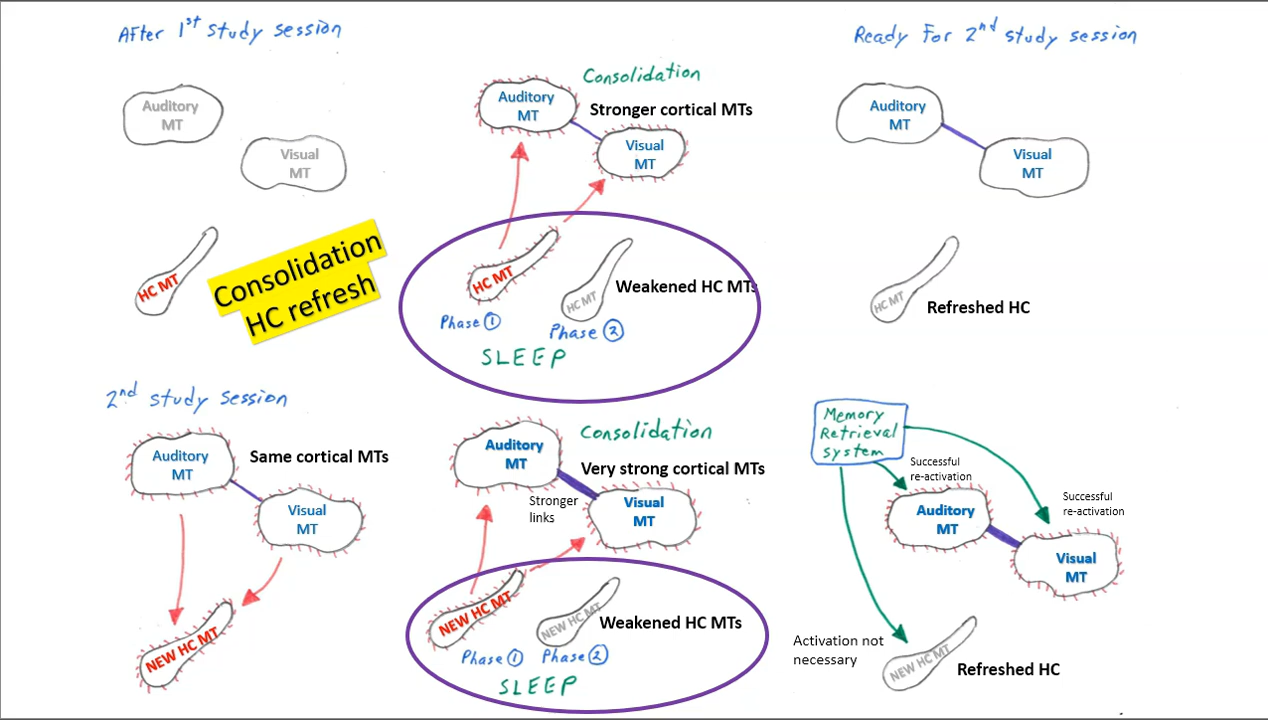 After 1st study session
Auditory
MT
Visual
MT
HC MT
Consolidation
HC refresh
Consolidation
Auditory
MT
Stronger cortical MTs
Visual
MT
HC MT
HC MT
Weakened HC MTs
Phase 1
Phase 2
SLEEP
Ready for 2nd study session
Auditory
MT
Visual
MT
HC MT
Refreshed HC
2nd study session
Auditory
MT
Same cortical MTs
Visual
MT
NEW HC MT
Consolidation
Auditory
MT
Very strong cortical MTs
Stronger
links
Visual
MT
NEW HC MT
NEW HC MT
Weakened HC MTs
Phase 1
Phase 2
SLEEP
Memory
Retrieval
system
Successful
re-activation
Successful
re-activation
Auditory
MT
Visual
MT
Activation not
necessary
NEW HC MT
Refreshed HC